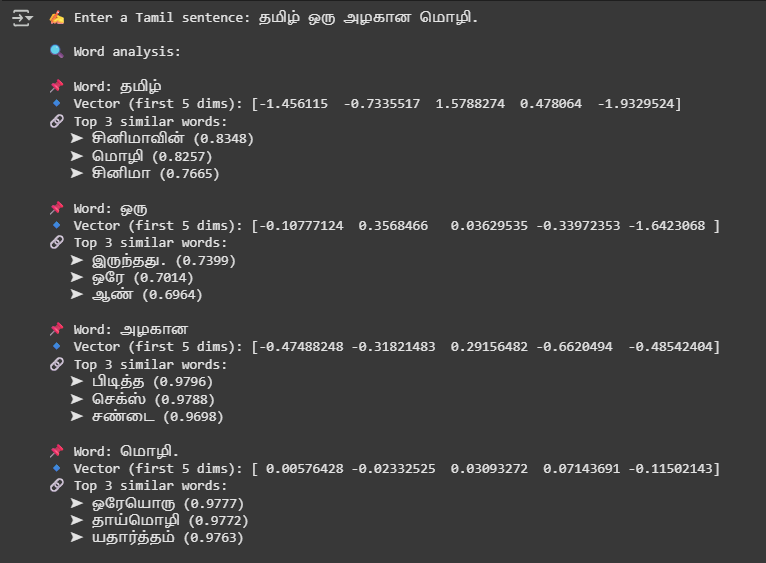 ✍️ Enter a Tamil sentence: தமிழ் ஒரு அழகான மொழி.
🔍 Word analysis:
📌 Word: தமிழ்
🔹 Vector (first 5 dims): [-1.456115  -0.7335517  1.5788274  0.478064  -1.9329524]
🔗 Top 3 similar words:
➤ சினிமாவின் (0.8348)
➤ மொழி (0.8257)
➤ சினிமா (0.7665)
📌 Word: ஒரு
🔹 Vector (first 5 dims): [-0.10777124  0.3568466   0.03629535 -0.33972353 -1.6423068 ]
🔗 Top 3 similar words:
➤ இருந்தது. (0.7399)
➤ ஒரே (0.7014)
➤ ஆண் (0.6964)
📌 Word: அழகான
🔹 Vector (first 5 dims): [-0.47488248 -0.31821483  0.29156482 -0.6620494  -0.48542404]
🔗 Top 3 similar words:
➤ பிடித்த (0.9796)
➤ செக்ஸ் (0.9788)
➤ சண்டை (0.9698)
📌 Word: மொழி.
🔹 Vector (first 5 dims): [ 0.00576428 -0.02332525  0.03093272  0.07143691 -0.11502143]
🔗 Top 3 similar words:
➤ ஒரேயொரு (0.9777)
➤ தாய்மொழி (0.9772)
➤ யதார்த்தம் (0.9763)